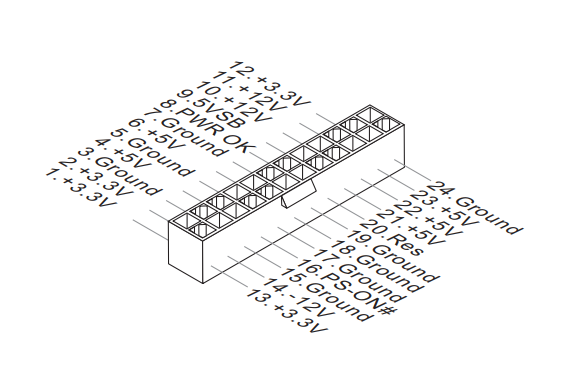 12.+3.3V
11.+12V
10.+12V
9.5VSB
8.PWR OK
7.Ground
6.+5V
5.Ground
4.+5V
3.Ground
2.+3.3V
1.+3.3V
24.Ground
23.+5V
22.+5V
21.+5V
20.Res
19.Ground
18.Ground
17.Ground
16.PS-ON#
15.Ground
14.-12V
13.+3.3V